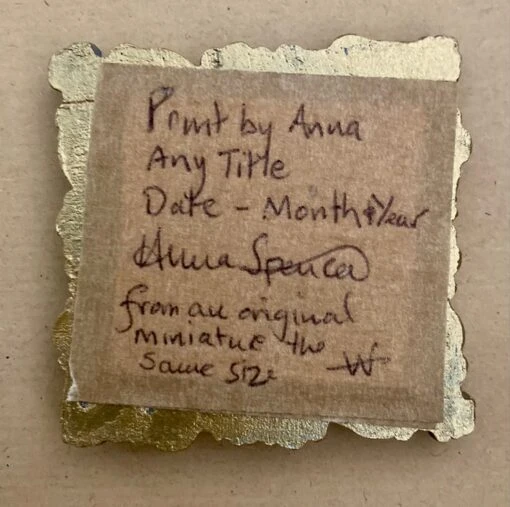 Print by Anna
Any Title
Date - Month & Year
Anna Spencer
from an original
miniature the
same size